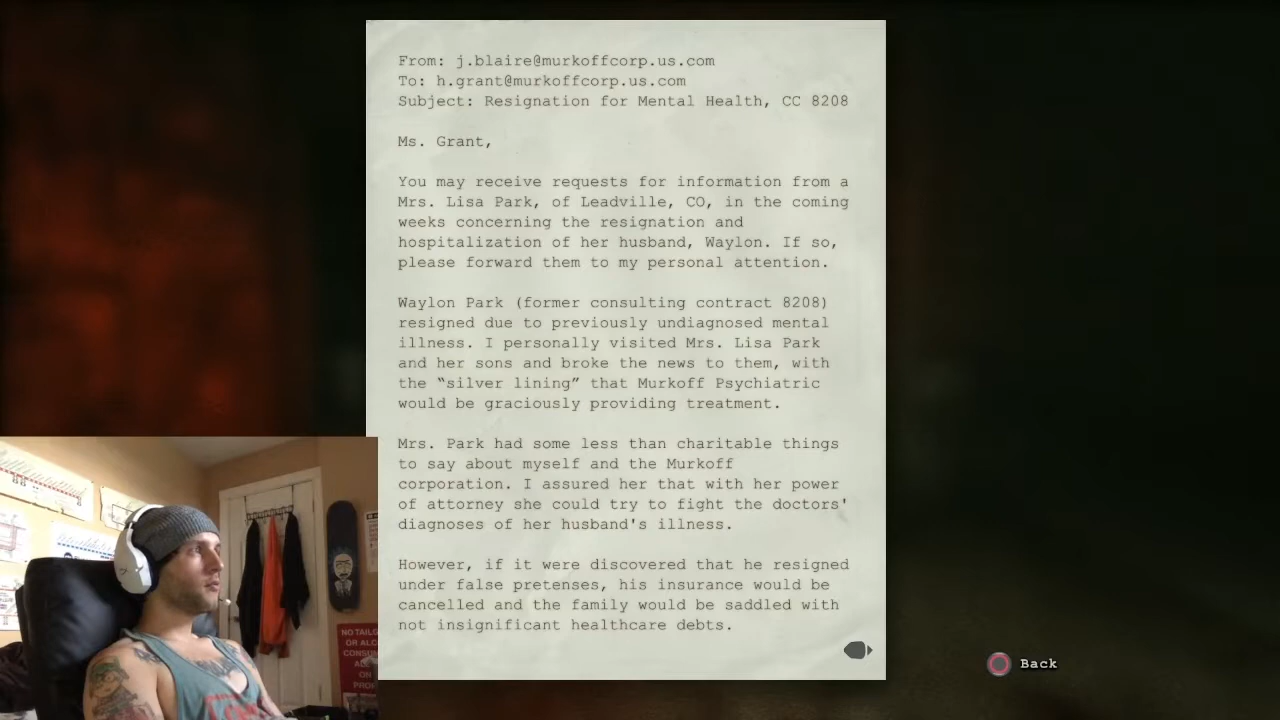 From: j.blaire@murkoffcorp.us.com
To: h.grant@murkoffcorp.us.com
Subject: Resignation for Mental Health, CC 8208
Ms. Grant,
You may receive requests for information from a
Mrs. Lisa Park, of Leadville, CO, in the coming
weeks concerning the resignation and
hospitalization of her husband, Waylon. If so,
please forward them to my personal attention.
Waylon Park (former consulting contract 8208)
resigned due to previously undiagnosed mental
illness. I personally visited Mrs. Lisa Park
and her sons and broke the news to them, with
the “silver lining” that Murkoff Psychiatric
would be graciously providing treatment.
Mrs. Park had some less than charitable things
to say about myself and the Murkoff
corporation. I assured her that with her power
of attorney she could try to fight the doctors'
diagnoses of her husband's illness.
However, if it were discovered that he resigned
under false pretenses, his insurance would be
cancelled and the family would be saddled with
not insignificant healthcare debts.
Back
NO TAILG
OR ALCO
CONSUM
ON